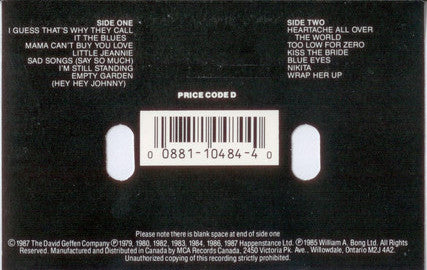 SIDE ONE
I GUESS THAT'S WHY THEY CALL
IT THE BLUES
MAMA CAN'T BUY YOU LOVE
LITTLE JEANNIE
SAD SONGS (SAY SO MUCH)
I'M STILL STANDING
EMPTY GARDEN
(HEY HEY JOHNNY)
SIDE TWO
HEARTACHE ALL OVER
THE WORLD
TOO LOW FOR ZERO
KISS THE BRIDE
BLUE EYES
NIKITA
WRAP HER UP
PRICE CODE D
0 0881-10484-4 0
Please note there is blank space at end of side one
©1987 The David Geffen Company ℗1979, 1980, 1982, 1983, 1984, 1986, 1987 Happenstance Ltd. ℗1985 William A. Bong Ltd. All Rights
Reserved. Manufactured and Distributed in Canada by MCA Records Canada, 2450 Victoria Pk. Ave., Willowdale, Ontario M2J 4A2.
Unauthorized copying of this recording strictly prohibited.